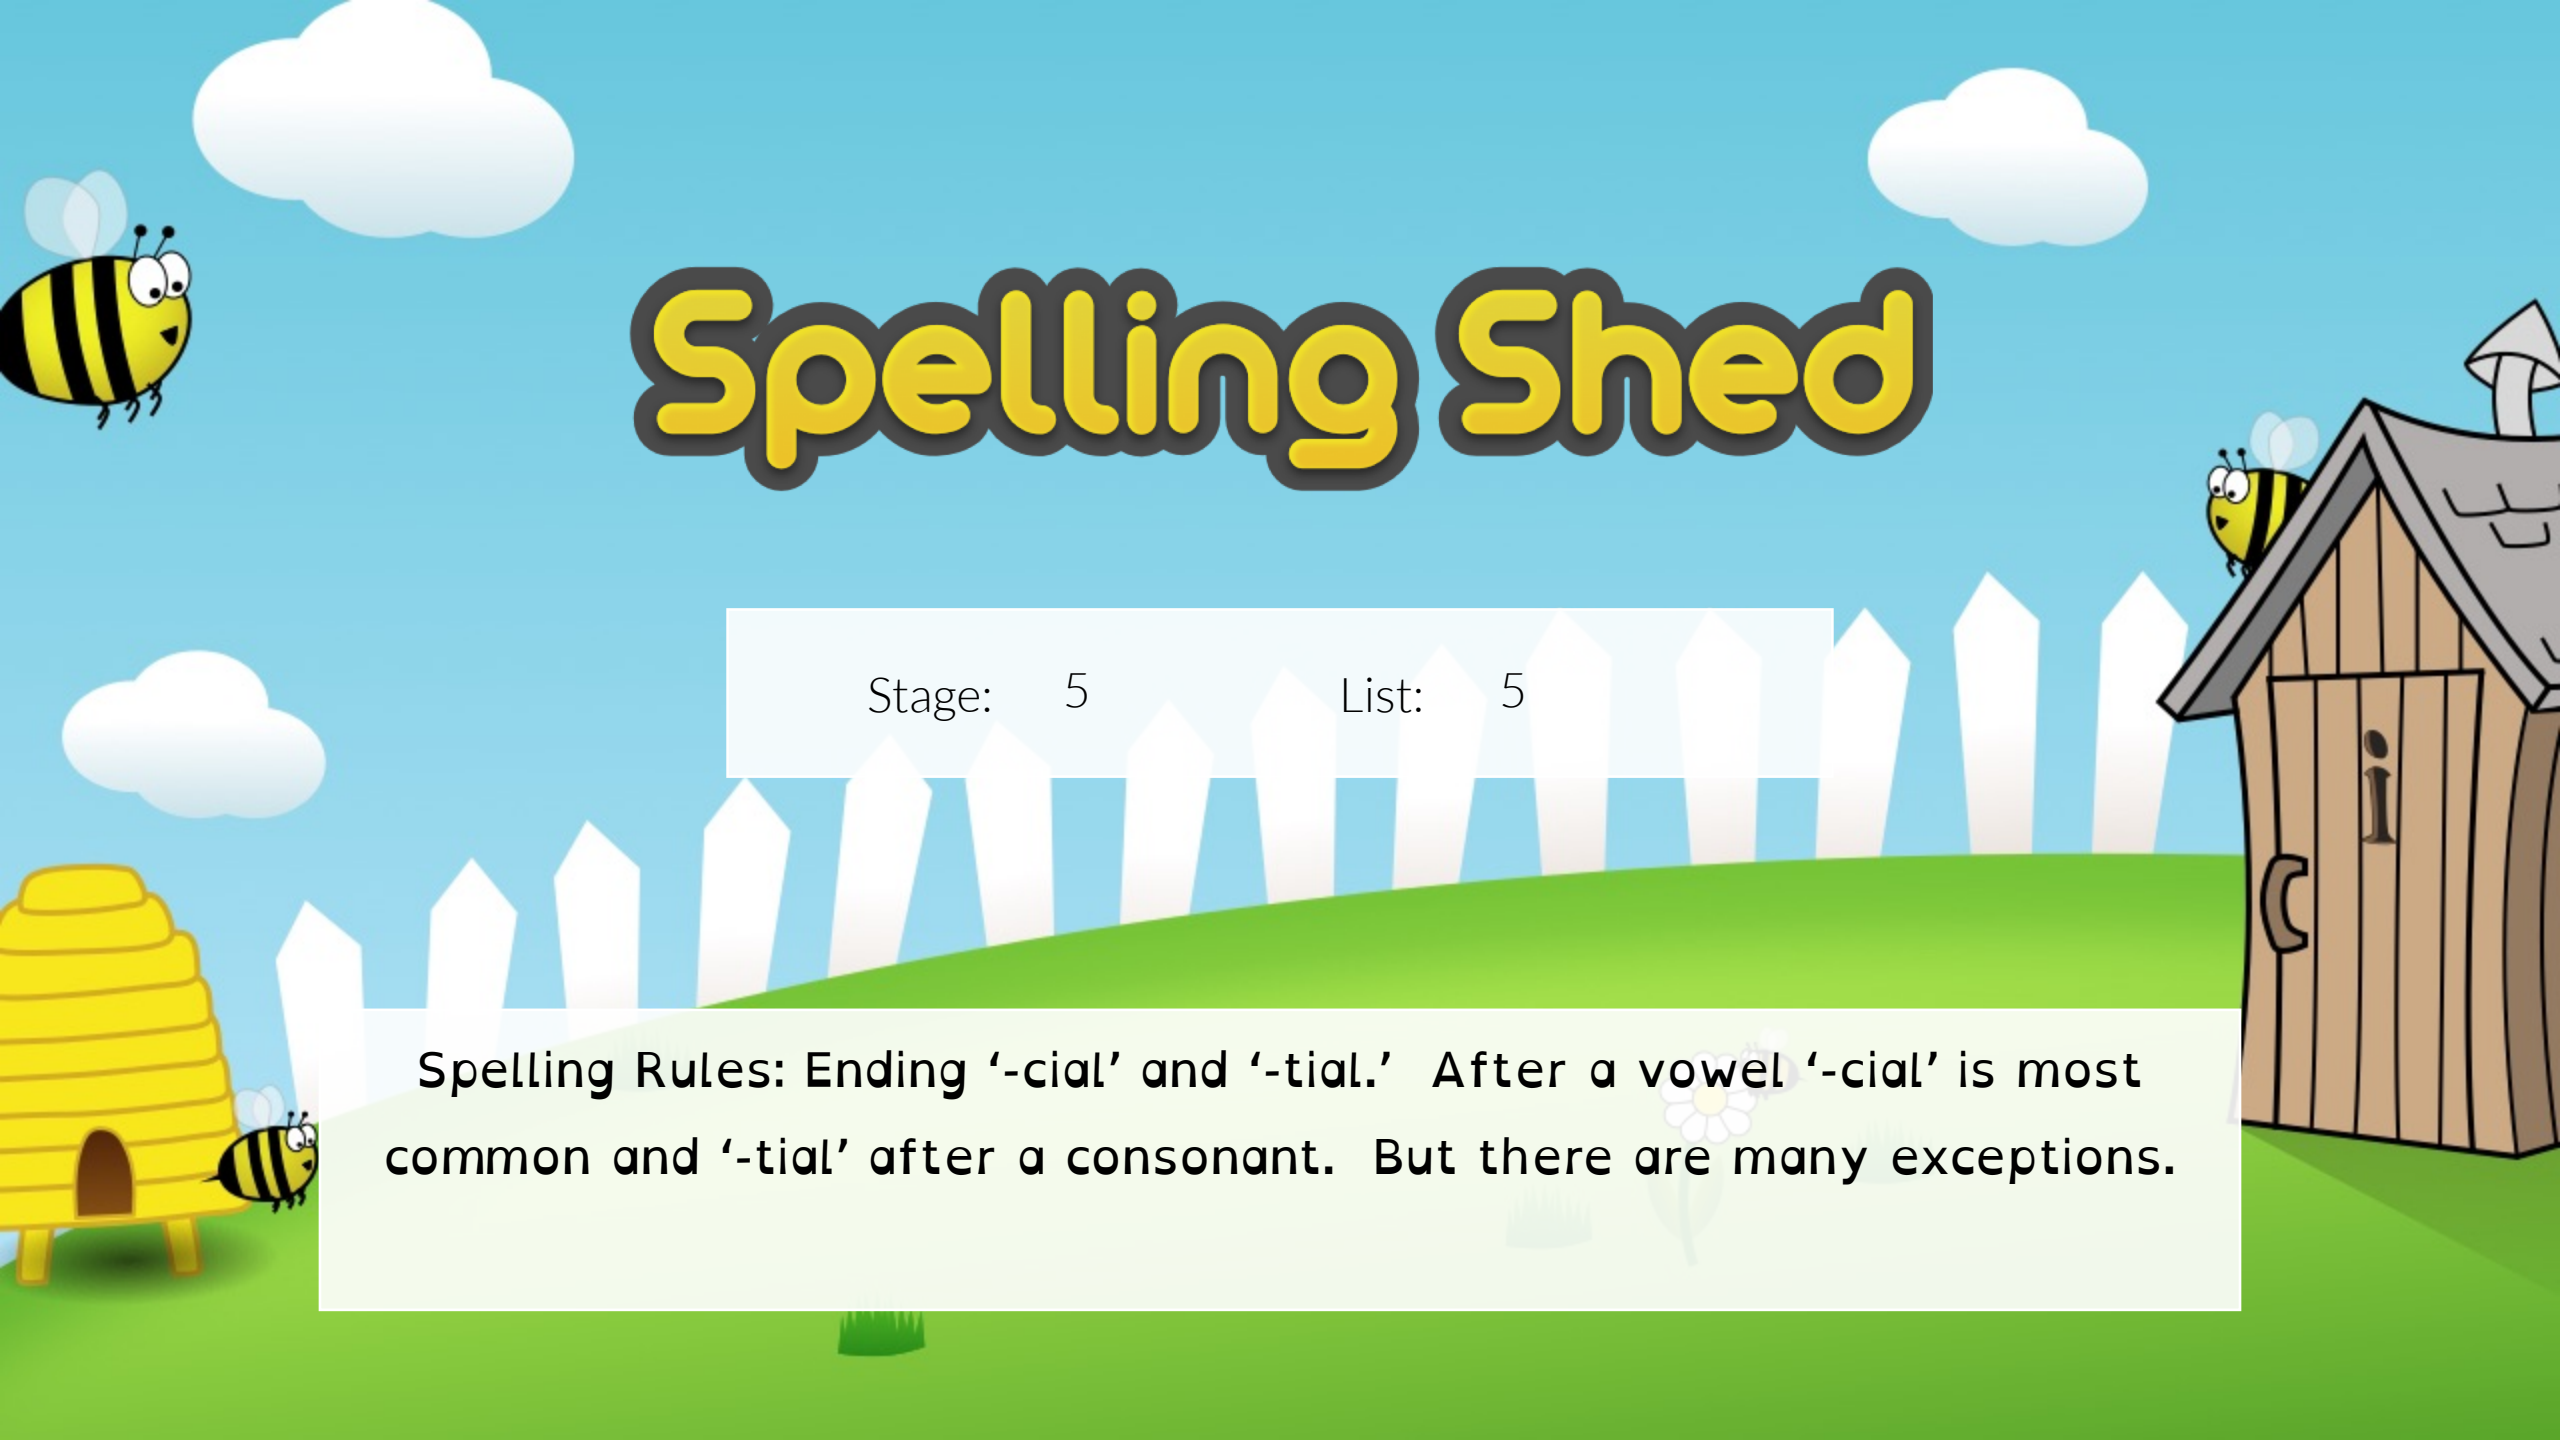 Spelling Shed
Stage: 5 List: 5
i
Spelling Rules: Ending ‘-cial’ and ‘-tial.’ After a vowel ‘-cial’ is most
common and ‘-tial’ after a consonant. But there are many exceptions.